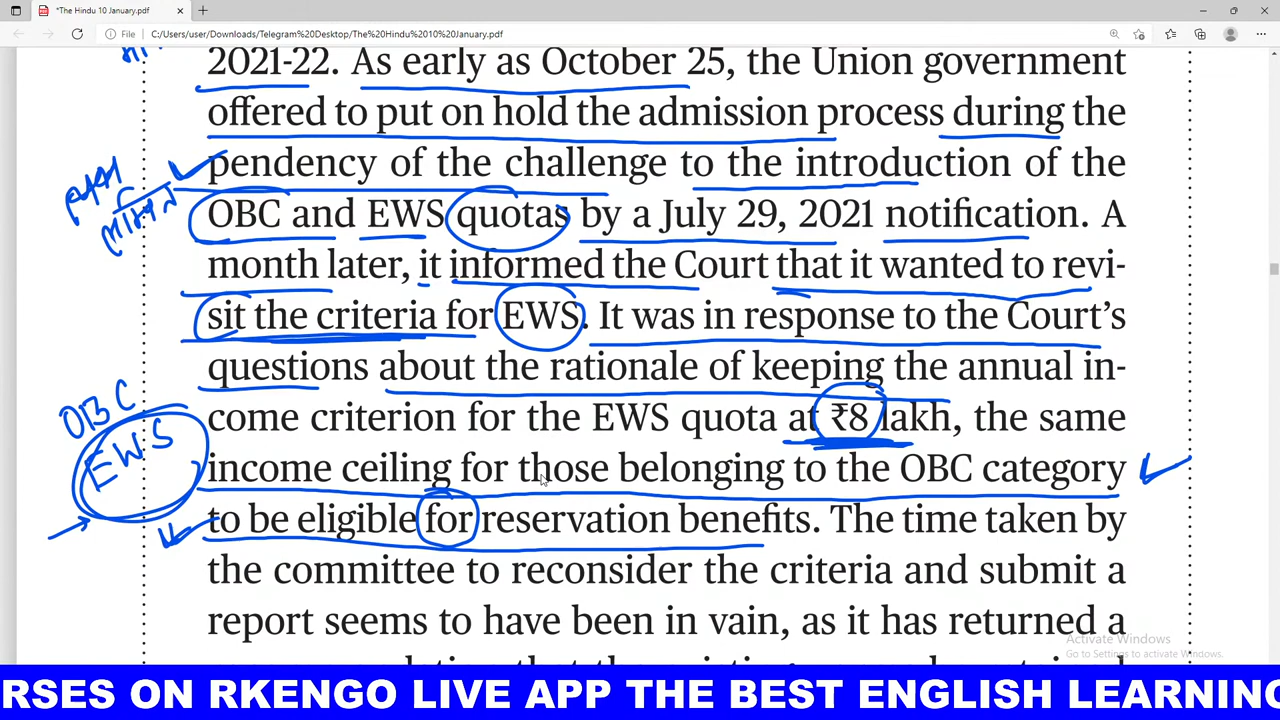 *The Hindu 10 January.pdf
File
C:/Users/user/Downloads/Telegram%20Desktop/The%20Hindu%2010%20January.pdf
2021-22. As early as October 25, the Union government
offered to put on hold the admission process during the
pendency of the challenge to the introduction of the
OBC and EWS quotas by a July 29, 2021 notification. A
month later, it informed the Court that it wanted to revi-
sit the criteria for EWS. It was in response to the Court's
questions about the rationale of keeping the annual in-
OBC
come criterion for the EWS quota at ₹8 lakh, the same
EWS
income ceiling for those belonging to the OBC category
to be eligible for reservation benefits. The time taken by
the committee to reconsider the criteria and submit a
report seems to have been in vain, as it has returned a
Activate Windows
Go to Settings to activate Windows.
RSES ON RKENGO LIVE APP THE BEST ENGLISH LEARNING